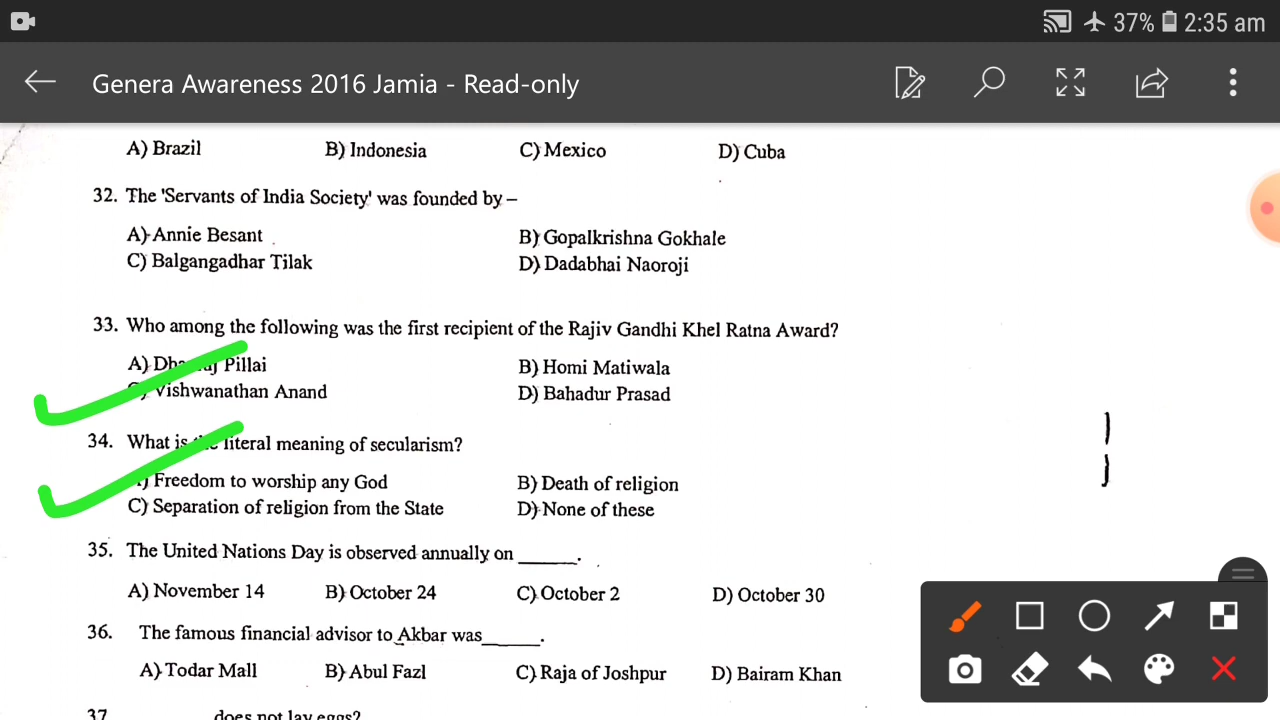 37% 2:35 am
Genera Awareness 2016 Jamia - Read-only
A) Brazil B) Indonesia C) Mexico D) Cuba
32. The 'Servants of India Society' was founded by –
A) Annie Besant B) Gopalkrishna Gokhale
C) Balgangadhar Tilak D) Dadabhai Naoroji
33. Who among the following was the first recipient of the Rajiv Gandhi Khel Ratna Award?
A) Pillai B) Homi Matiwala
Vishwanathan Anand D) Bahadur Prasad
34. What is the literal meaning of secularism?
Freedom to worship any God B) Death of religion
C) Separation of religion from the State D) None of these
35. The United Nations Day is observed annually on _____.
A) November 14 B) October 24 C) October 2 D) October 30
36. The famous financial advisor to Akbar was_____.
A) Todar Mall B) Abul Fazl C) Raja of Joshpur D) Bairam Khan
37 does not lay eggs?